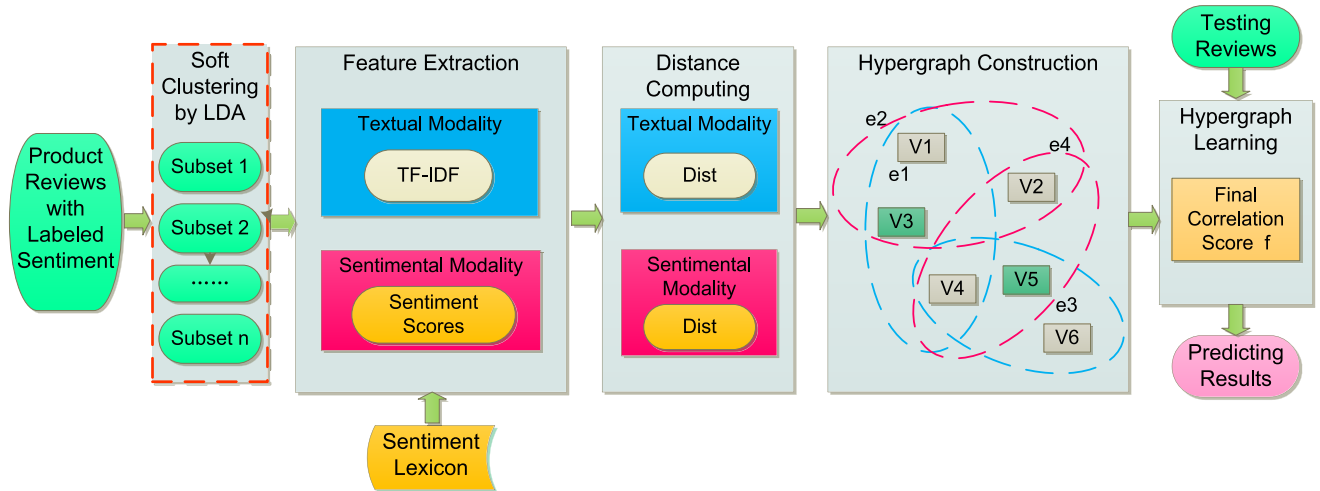 Product
Reviews
with
Labeled
Sentiment
Soft
Clustering
by LDA
Subset 1
Subset 2
......
Subset n
Feature Extraction
Textual Modality
TF-IDF
Sentimental Modality
Sentiment
Scores
Sentiment
Lexicon
Distance
Computing
Textual Modality
Dist
Sentimental
Modality
Dist
Hypergraph Construction
e2
V1
e4
e1
V2
V3
V4
V5
e3
V6
Testing
Reviews
Hypergraph
Learning
Final
Correlation
Score f
Predicting
Results